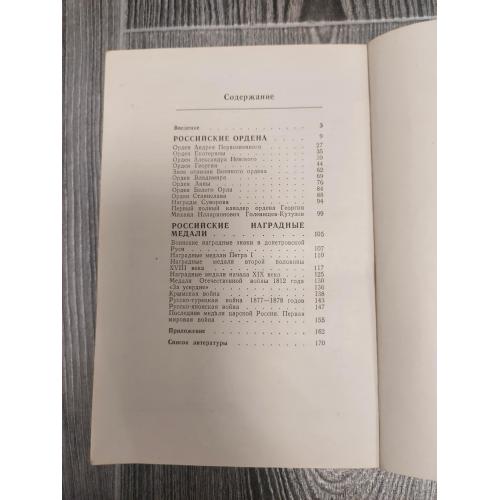 Содержание
Введение 3
РОССИЙСКИЕ ОРДЕНА 9
Орден Андрея Первозванного 27
Орден Екатерины 35
Орден Александра Невского 39
Орден Георгия 44
Знак отличия Военного ордена 62
Орден Владимира 69
Орден Анны 76
Орден Белого Орла 84
Орден Станислава 88
Награды Суворова 94
Первый полный кавалер ордена Георгия
Михаил Илларионович Голенищев-Кутузов 99
РОССИЙСКИЕ НАГРАДНЫЕ
МЕДАЛИ 105
Воинские наградные знаки в допетровской
Руси 107
Наградные медали Петра I 110
Наградные медали второй половины
XVIII века 117
Наградные медали начала XIX века 125
Медали Отечественной войны 1812 года 130
«За усердие» 136
Крымская война 138
Русско-турецкая война 1877—1878 годов 143
Русско-японская война 147
Последние медали царской России. Первая
мировая война 155
Приложение 162
Список литературы 170